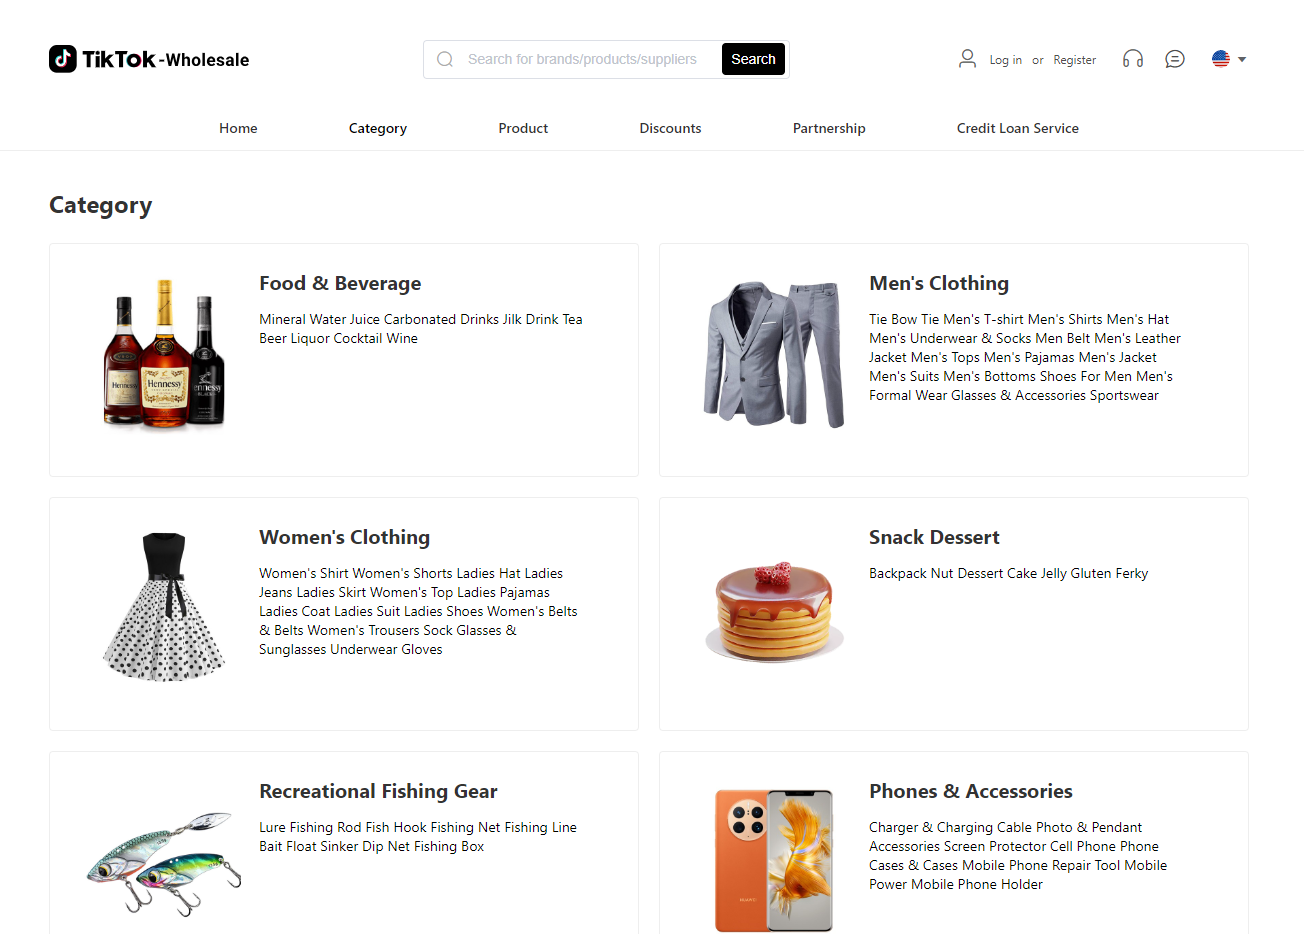 TikTok-Wholesale
Search for brands/products/suppliers
Search
Log in or Register
Home
Category
Product
Discounts
Partnership
Credit Loan Service
Category
Food & Beverage
Mineral Water Juice Carbonated Drinks Jilk Drink Tea
Beer Liquor Cocktail Wine
Hennessy
Hennessy
Hennessy
BLACK
Men's Clothing
Tie Bow Tie Men's T-shirt Men's Shirts Men's Hat
Men's Underwear & Socks Men Belt Men's Leather
Jacket Men's Tops Men's Pajamas Men's Jacket
Men's Suits Men's Bottoms Shoes For Men Men's
Formal Wear Glasses & Accessories Sportswear
Women's Clothing
Women's Shirt Women's Shorts Ladies Hat Ladies
Jeans Ladies Skirt Women's Top Ladies Pajamas
Ladies Coat Ladies Suit Ladies Shoes Women's Belts
& Belts Women's Trousers Sock Glasses &
Sunglasses Underwear Gloves
Snack Dessert
Backpack Nut Dessert Cake Jelly Gluten Ferky
Recreational Fishing Gear
Lure Fishing Rod Fish Hook Fishing Net Fishing Line
Bait Float Sinker Dip Net Fishing Box
Phones & Accessories
Charger & Charging Cable Photo & Pendant
Accessories Screen Protector Cell Phone Phone
Cases & Cases Mobile Phone Repair Tool Mobile
Power Mobile Phone Holder
HUAWEI